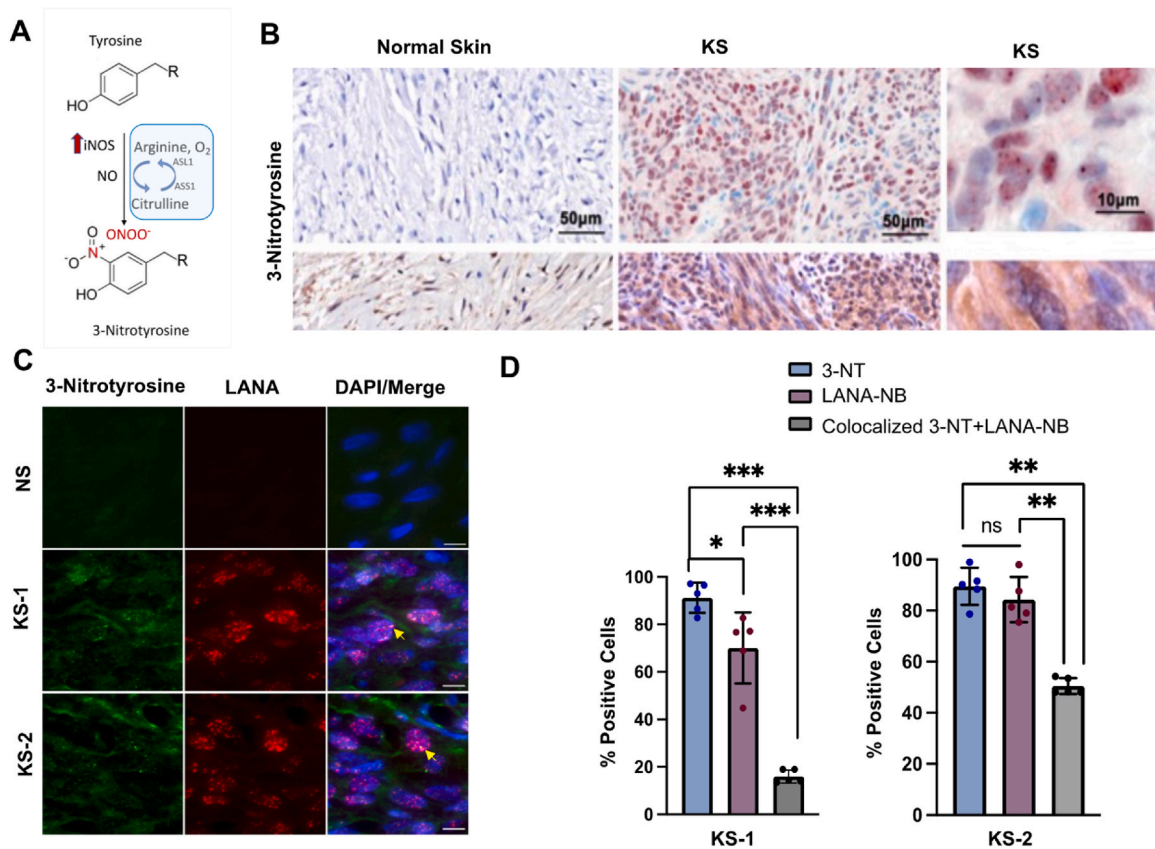 A
Tyrosine
R
HO
iNOS
Arginine, O₂
ASL1
NO
ASS1
Citrulline
ONOO⁻
O
⁻O
N⁺
R
HO
3-Nitrotyrosine
B
Normal Skin
KS
KS
3-Nitrotyrosine
50μm
50μm
10μm
C
3-Nitrotyrosine
LANA
DAPI/Merge
NS
KS-1
KS-2
D
3-NT
LANA-NB
Colocalized 3-NT+LANA-NB
***
***
*
% Positive Cells
100
80
60
40
20
0
KS-1
**
**
ns
% Positive Cells
100
80
60
40
20
0
KS-2